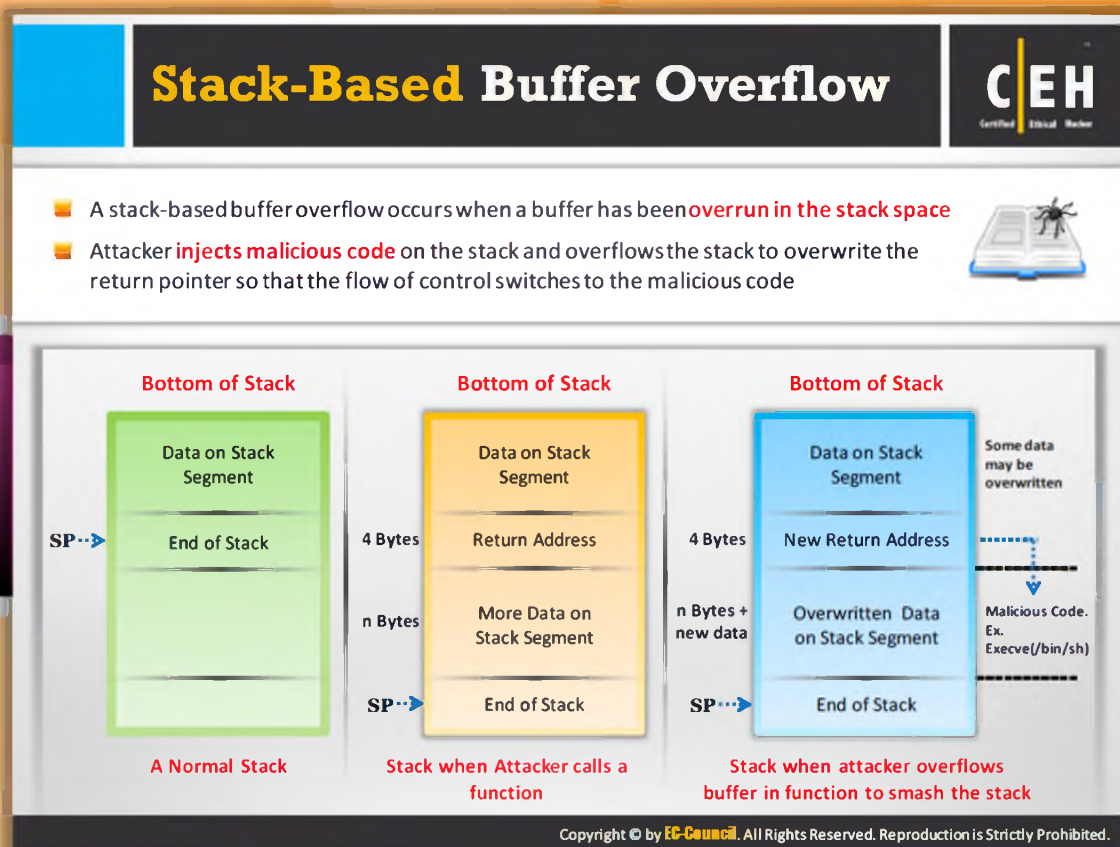 Stack-Based Buffer Overflow
C|EH
Certified Ethical Hacker
A stack-based buffer overflow occurs when a buffer has been overrun in the stack space
Attacker injects malicious code on the stack and overflows the stack to overwrite the
return pointer so that the flow of control switches to the malicious code
Bottom of Stack
Data on Stack
Segment
SP
End of Stack
A Normal Stack
Bottom of Stack
Data on Stack
Segment
4 Bytes
Return Address
n Bytes
More Data on
Stack Segment
SP
End of Stack
Stack when Attacker calls a
function
Bottom of Stack
Data on Stack
Segment
Some data
may be
overwritten
4 Bytes
New Return Address
n Bytes +
new data
Overwritten Data
on Stack Segment
Malicious Code.
Ex.
Execve(/bin/sh)
SP
End of Stack
Stack when attacker overflows
buffer in function to smash the stack
Copyright © by EC-Council. All Rights Reserved. Reproduction is Strictly Prohibited.